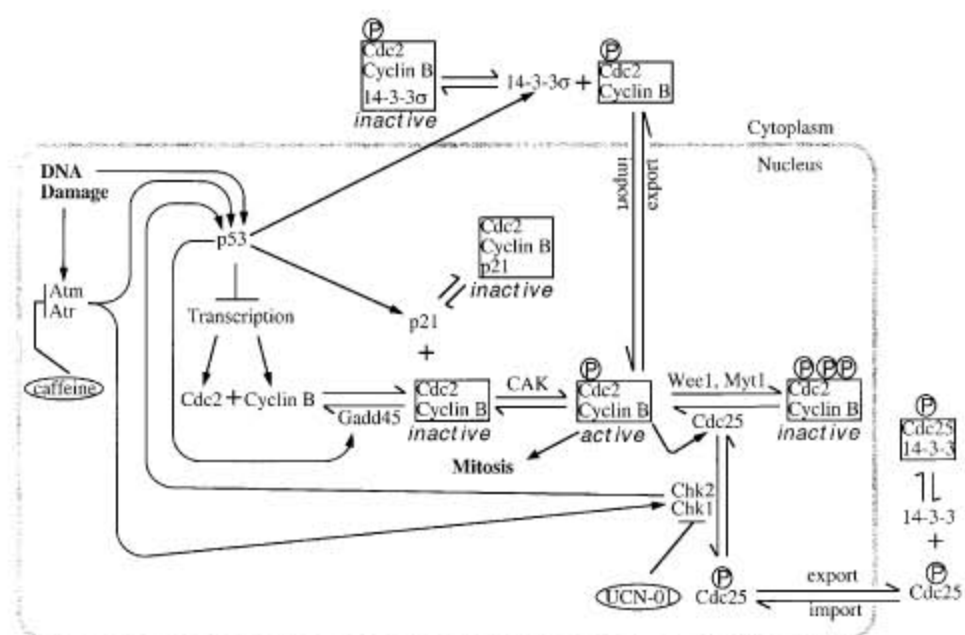 P
Cdc2
Cyclin B
14-3-3σ
inactive
14-3-3σ +
P
Cdc2
Cyclin B
Cytoplasm
Nucleus
import
export
DNA
Damage
p53
Cdc2
Cyclin B
p21
inactive
Atm
Atr
Transcription
p21
+
caffeine
Cdc2 + Cyclin B
Gadd45
Cdc2
Cyclin B
inactive
CAK
P
Cdc2
Cyclin B
active
Wee1, Myt1
Cdc25
P P P
Cdc2
Cyclin B
inactive
Mitosis
P
Cdc25
14-3-3
14-3-3
+
P
Cdc25
Chk2
Chk1
UCN-01
P
Cdc25
export
import